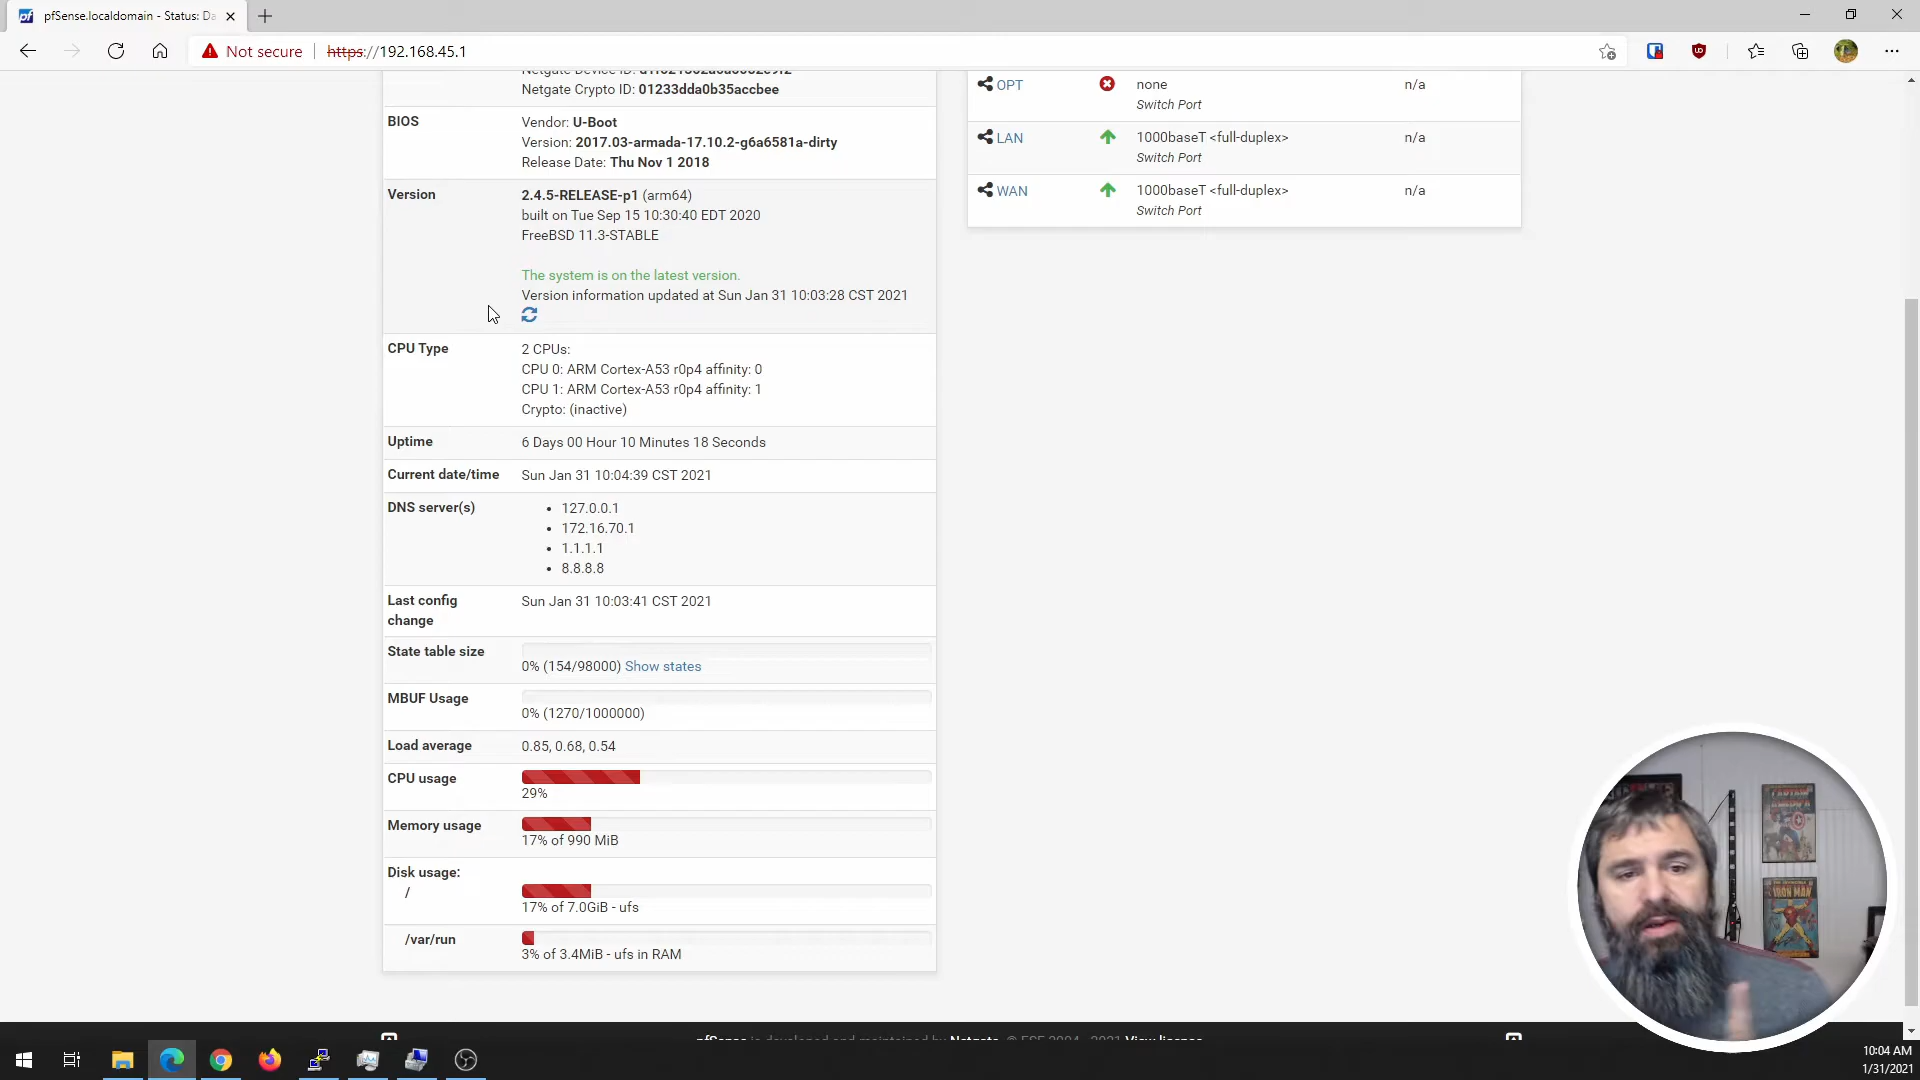 pfSense.localdomain - Status: Da
Not secure
https://192.168.45.1
Netgate Crypto ID: 01233dda0b35accbee
BIOS
Vendor: U-Boot
Version: 2017.03-armada-17.10.2-g6a6581a-dirty
Release Date: Thu Nov 1 2018
Version
2.4.5-RELEASE-p1 (arm64)
built on Tue Sep 15 10:30:40 EDT 2020
FreeBSD 11.3-STABLE
The system is on the latest version.
Version information updated at Sun Jan 31 10:03:28 CST 2021
CPU Type
2 CPUs:
CPU 0: ARM Cortex-A53 r0p4 affinity: 0
CPU 1: ARM Cortex-A53 r0p4 affinity: 1
Crypto: (inactive)
Uptime
6 Days 00 Hour 10 Minutes 18 Seconds
Current date/time
Sun Jan 31 10:04:39 CST 2021
DNS server(s)
127.0.0.1
172.16.70.1
1.1.1.1
8.8.8.8
Last config
change
Sun Jan 31 10:03:41 CST 2021
State table size
0% (154/98000) Show states
MBUF Usage
0% (1270/1000000)
Load average
0.85, 0.68, 0.54
CPU usage
29%
Memory usage
17% of 990 MiB
Disk usage:
/
17% of 7.0GiB - ufs
/var/run
3% of 3.4MiB - ufs in RAM
OPT
none
n/a
Switch Port
LAN
1000baseT <full-duplex>
n/a
Switch Port
WAN
1000baseT <full-duplex>
n/a
Switch Port
CAPTAIN
IRON MAN
10:04 AM
1/31/2021